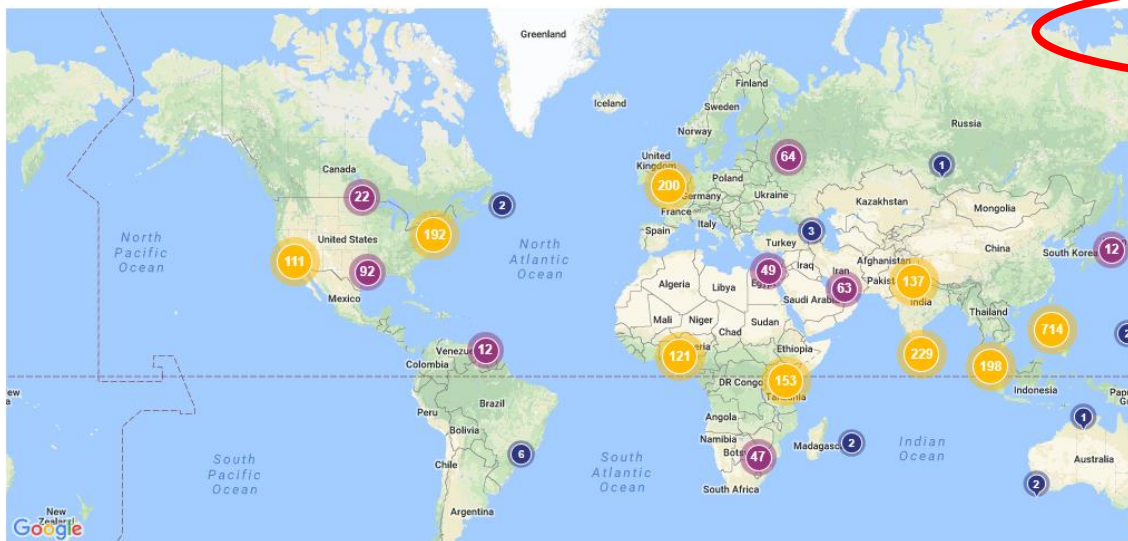 Greenland
Iceland
Finland
Sweden
Norway
Russia
United
Kingdom
64
1
Canada
200
Poland
Germany
Ukraine
22
2
France
Kazakhstan
Mongolia
192
Spain
Italy
3
North
Pacific
Ocean
United States
North
Atlantic
Ocean
Turkey
China
South Korea
12
111
92
49
Iraq
Iran
Afghanistan
137
Mexico
Algeria
Libya
63
Saudi Arabia
India
Mali
Niger
Chad
Sudan
Thailand
714
2
12
121
Ethiopia
229
198
Colombia
153
DR Congo
Tanzania
Indonesia
Peru
Brazil
Angola
1
Bolivia
Namibia
Madagascar
2
Indian
Ocean
6
47
South
Pacific
Ocean
Chile
South
Atlantic
Ocean
Australia
South Africa
2
New
Zealand
Argentina
Google